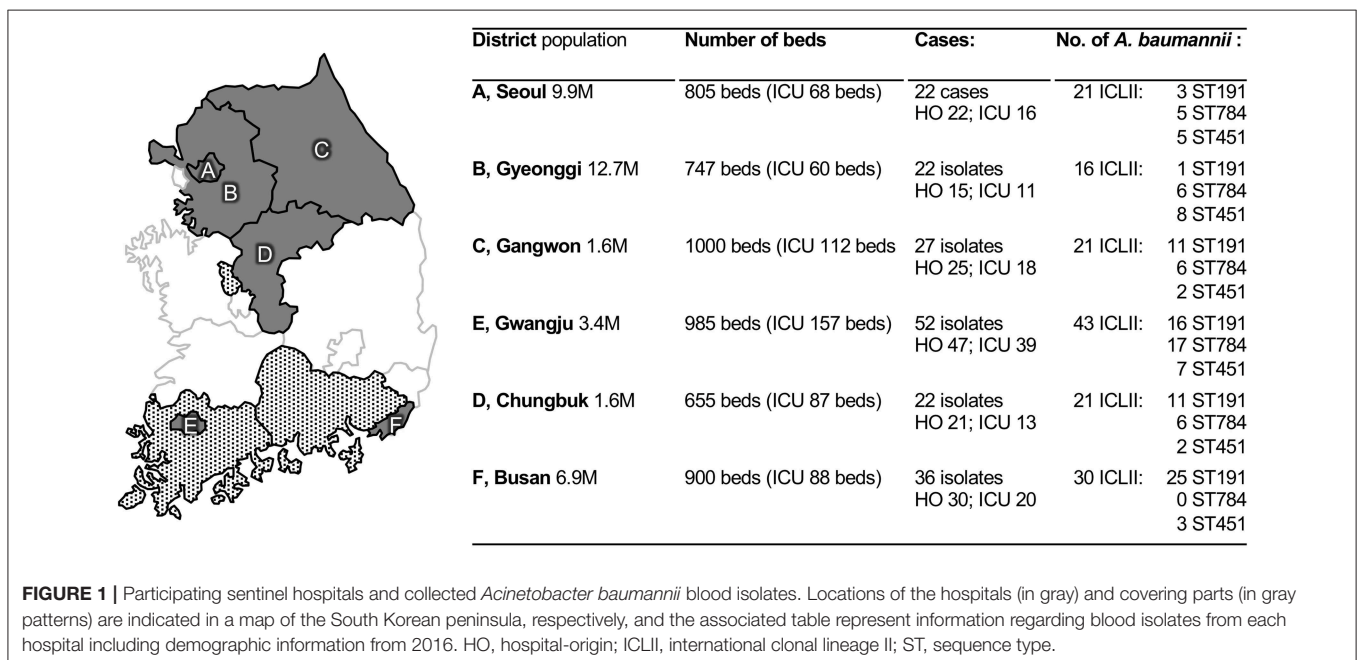 A
B
C
D
E
F
District population Number of beds Cases: No. of A. baumannii :
A, Seoul 9.9M 805 beds (ICU 68 beds) 22 cases 21 ICLII: 3 ST191
HO 22; ICU 16 5 ST784
5 ST451
B, Gyeonggi 12.7M 747 beds (ICU 60 beds) 22 isolates 16 ICLII: 1 ST191
HO 15; ICU 11 6 ST784
8 ST451
C, Gangwon 1.6M 1000 beds (ICU 112 beds 27 isolates 21 ICLII: 11 ST191
HO 25; ICU 18 6 ST784
2 ST451
E, Gwangju 3.4M 985 beds (ICU 157 beds) 52 isolates 43 ICLII: 16 ST191
HO 47; ICU 39 17 ST784
7 ST451
D, Chungbuk 1.6M 655 beds (ICU 87 beds) 22 isolates 21 ICLII: 11 ST191
HO 21; ICU 13 6 ST784
2 ST451
F, Busan 6.9M 900 beds (ICU 88 beds) 36 isolates 30 ICLII: 25 ST191
HO 30; ICU 20 0 ST784
3 ST451
FIGURE 1 | Participating sentinel hospitals and collected Acinetobacter baumannii blood isolates. Locations of the hospitals (in gray) and covering parts (in gray
patterns) are indicated in a map of the South Korean peninsula, respectively, and the associated table represent information regarding blood isolates from each
hospital including demographic information from 2016. HO, hospital-origin; ICLII, international clonal lineage II; ST, sequence type.